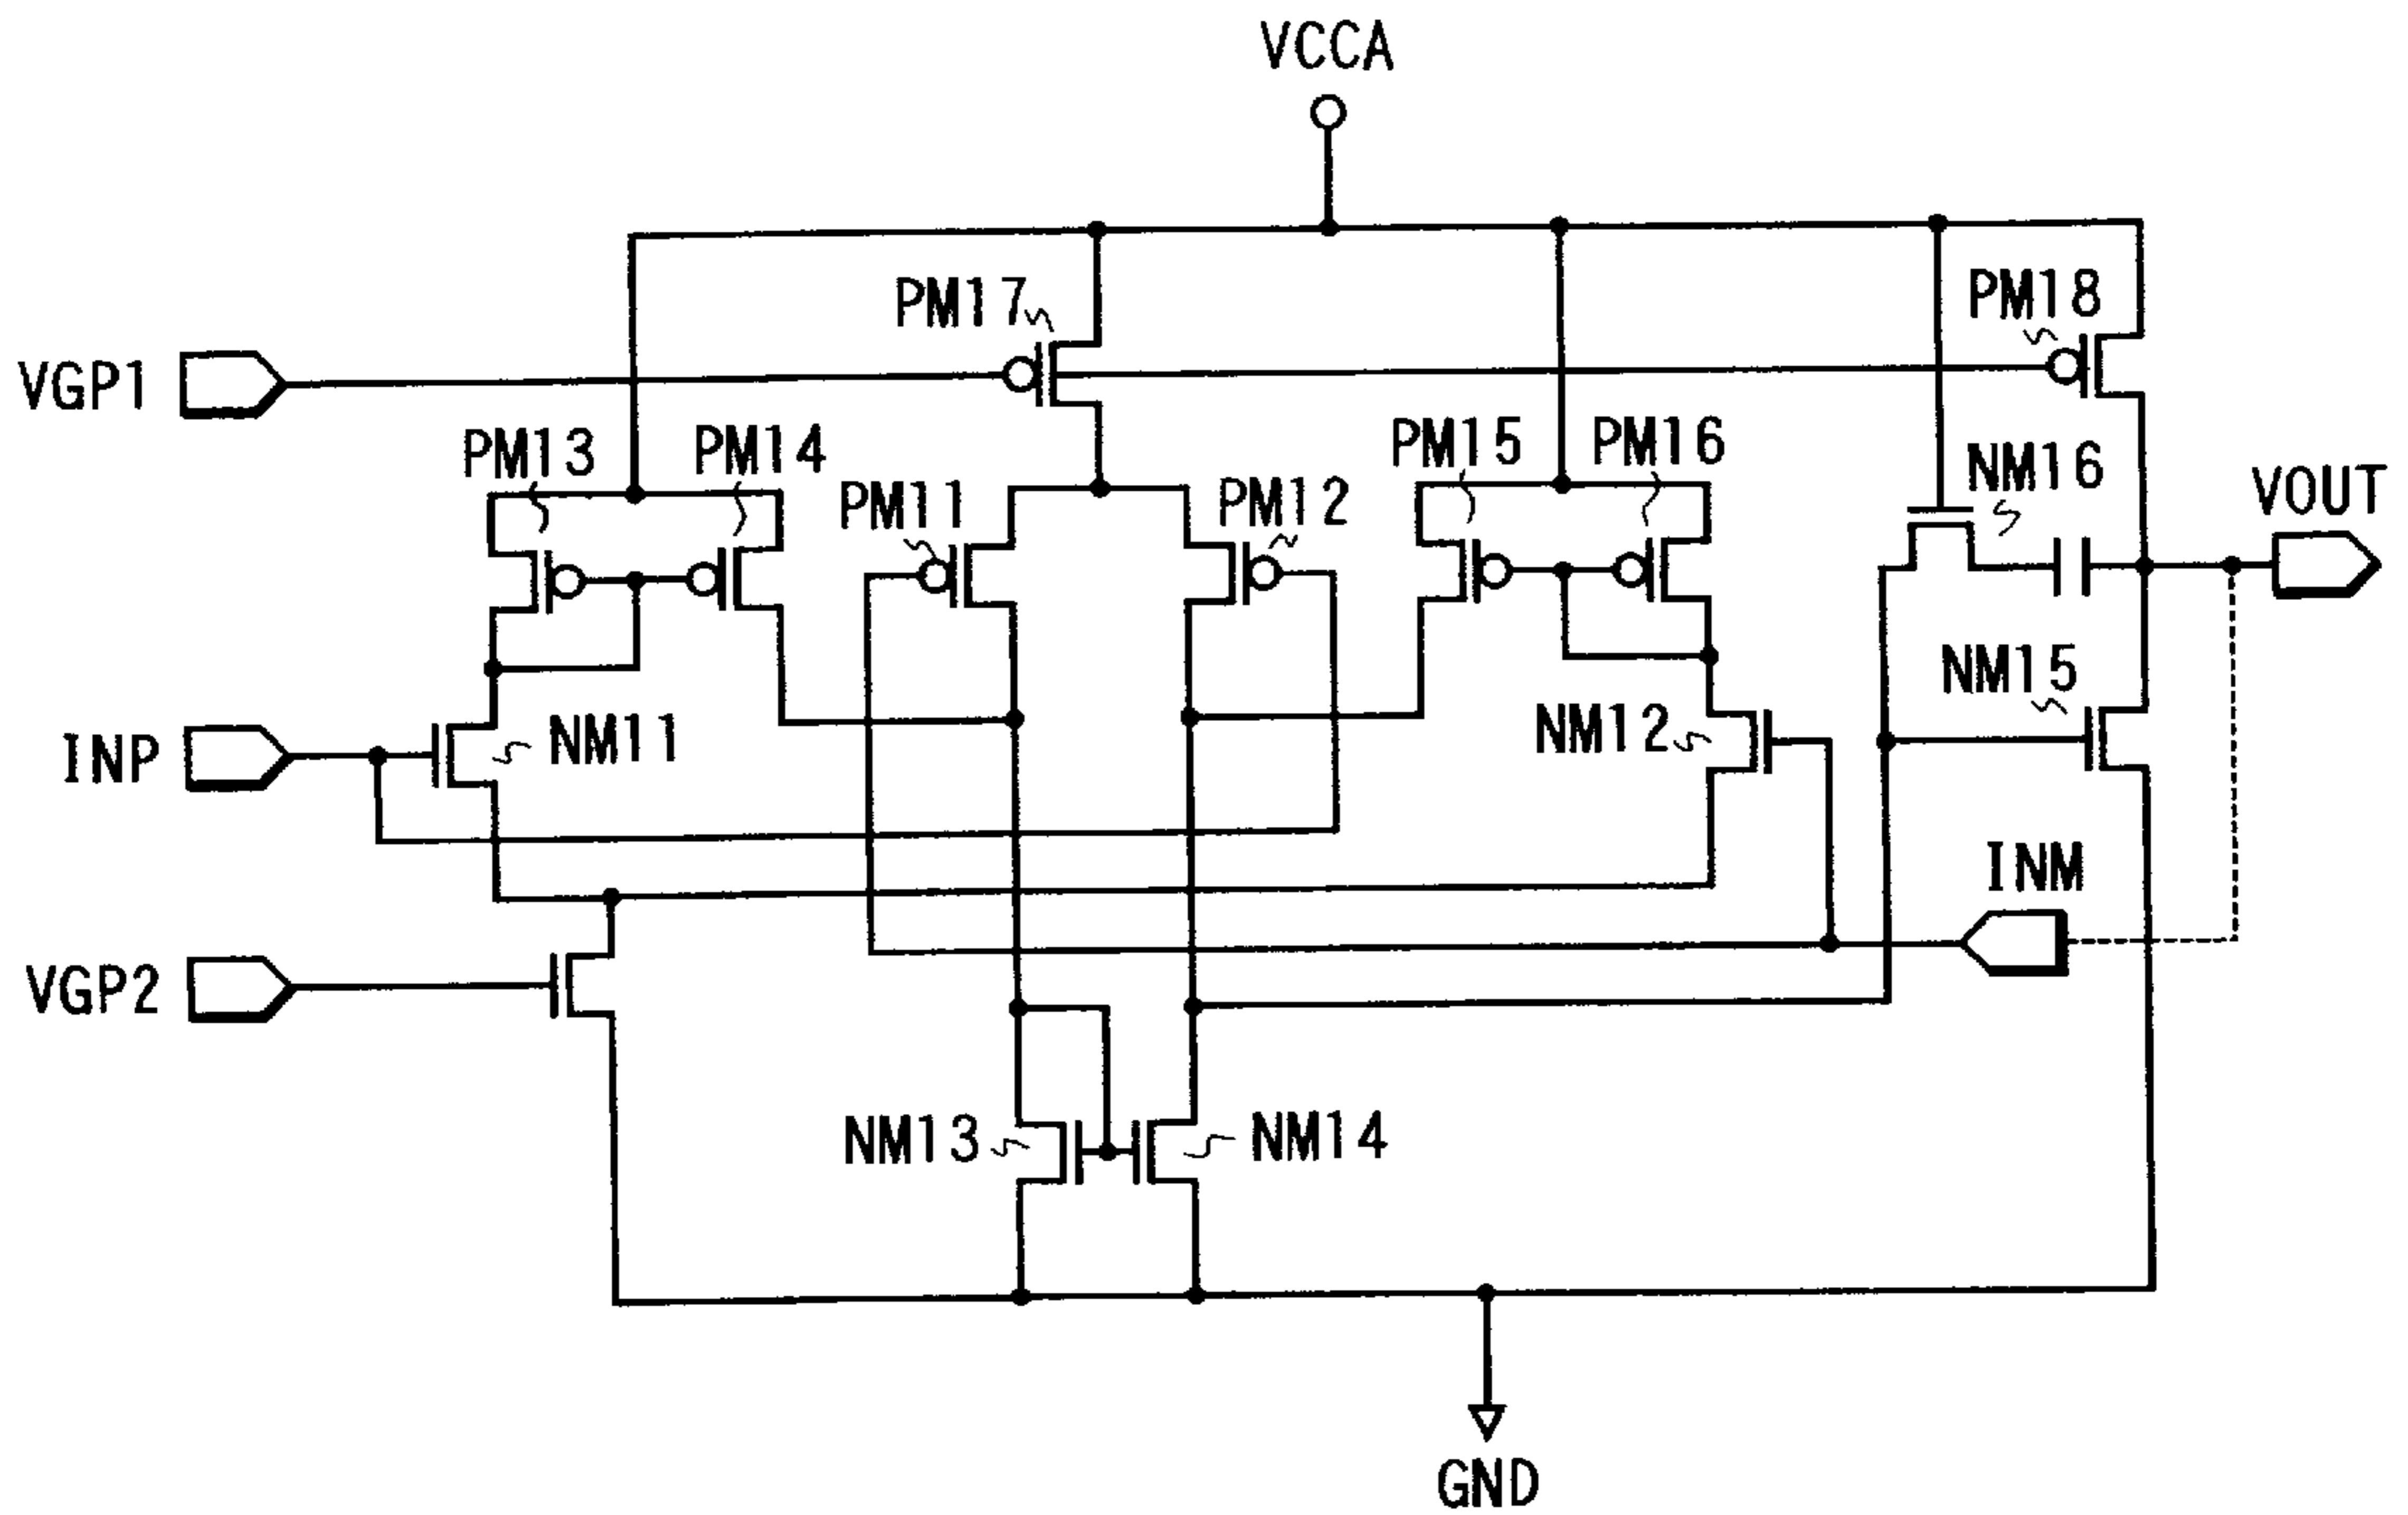 VCCA
PM17
PM18
VGP1
PM13
PM14
PM15
PM16
NM16
PM11
PM12
VOUT
NM15
NM11
NM12
INP
INM
VGP2
NM13
NM14
GND